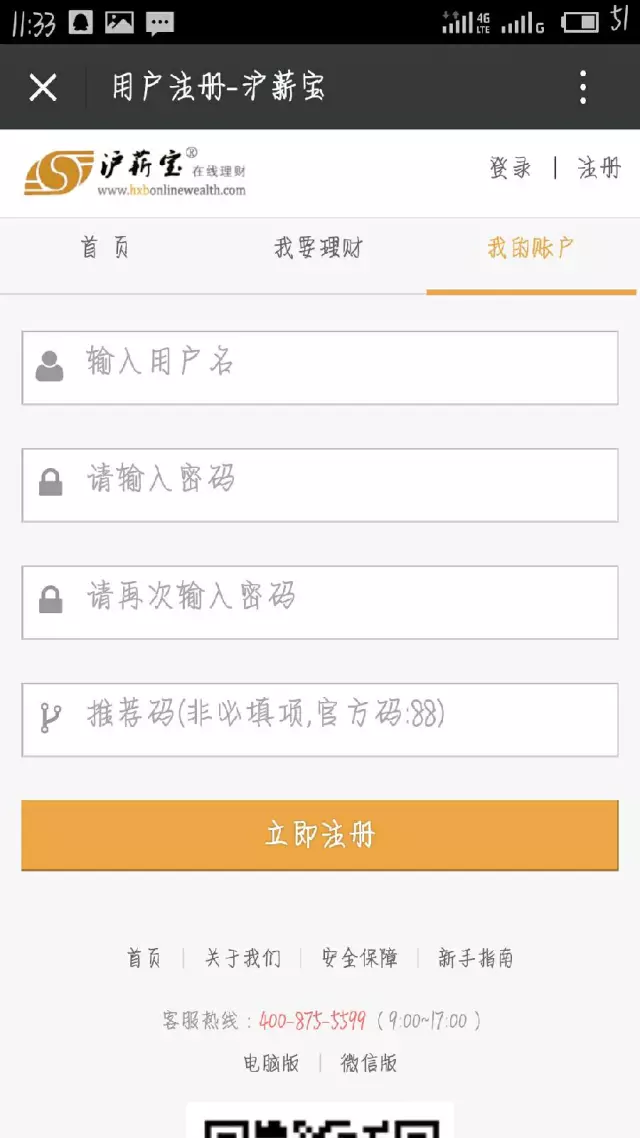 11:33 4G LTE G 51
用户注册-沪薪宝
沪薪宝® 在线理财
www.hxbonlinewealth.com
登录 | 注册
首页 我要理财 我的账户
输入用户名
请输入密码
请再次输入密码
推荐码(非必填项,官方码:88)
立即注册
首页 | 关于我们 | 安全保障 | 新手指南
客服热线：400-875-5599（9:00~17:00）
电脑版 | 微信版